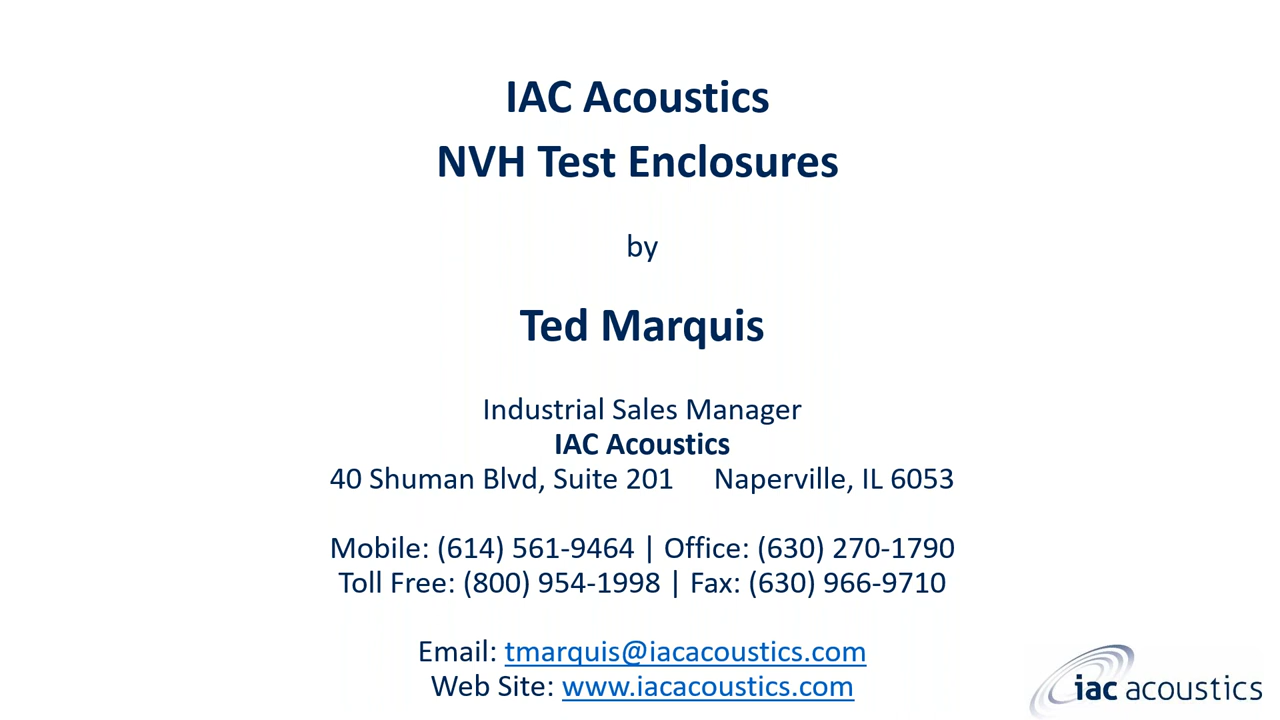 IAC Acoustics
NVH Test Enclosures
by
Ted Marquis
Industrial Sales Manager
IAC Acoustics
40 Shuman Blvd, Suite 201 Naperville, IL 6053
Mobile: (614) 561-9464 | Office: (630) 270-1790
Toll Free: (800) 954-1998 | Fax: (630) 966-9710
Email: tmarquis@iacacoustics.com
Web Site: www.iacacoustics.com
iac acoustics